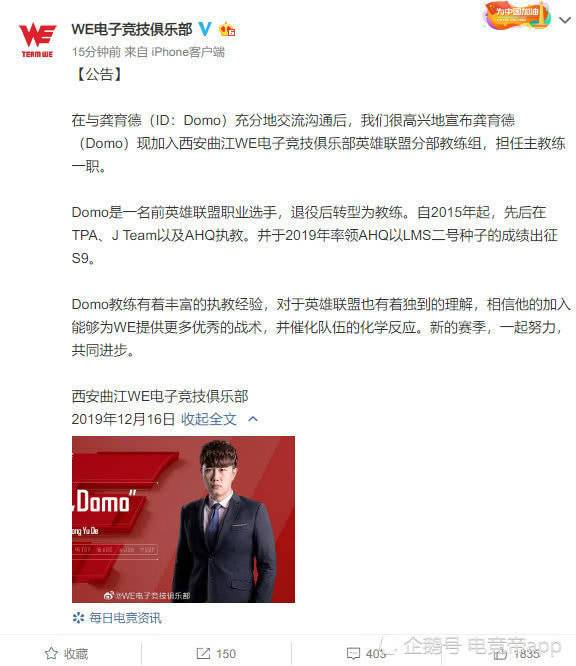 为中国加油
WE电子竞技俱乐部
TEAM WE
15分钟前 来自 iPhone客户端
【公告】
在与龚育德（ID：Domo）充分地交流沟通后，我们很高兴地宣布龚育德
（Domo）现加入西安曲江WE电子竞技俱乐部英雄联盟分部教练组，担任主教练
一职。
Domo是一名前英雄联盟职业选手，退役后转型为教练。自2015年起，先后在
TPA、J Team以及AHQ执教。并于2019年率领AHQ以LMS二号种子的成绩出征
S9。
Domo教练有着丰富的执教经验，对于英雄联盟也有着独到的理解，相信他的加入
能够为WE提供更多优秀的战术，并催化队伍的化学反应。新的赛季，一起努力，
共同进步。
西安曲江WE电子竞技俱乐部
2019年12月16日 收起全文
Domo"
ong Yu De
@WE电子竞技俱乐部
每日电竞资讯
收藏
150
403
1835
企鹅号 电竞帝app